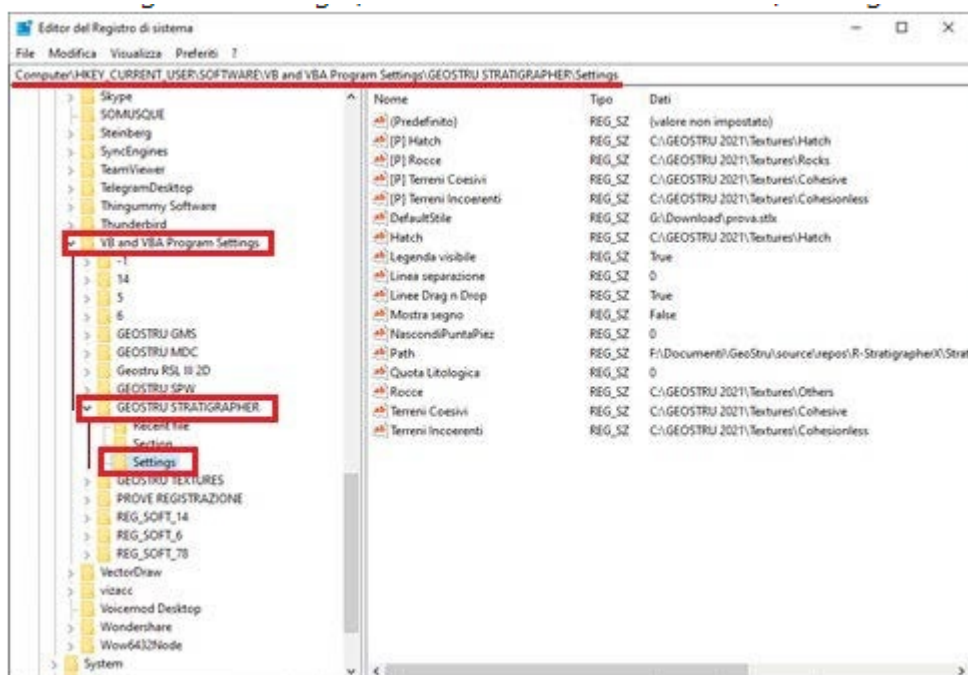 Editor del Registro di sistema
File Modifica Visualizza Preferiti ?
Computer\HKEY_CURRENT_USER\SOFTWARE\VB and VBA Program Settings\GEOSTRU STRATIGRAPHER\Settings
Skype
SOMUSQUE
Steinberg
SyncEngines
TeamViewer
TelegramDesktop
Thingummy Software
Thunderbird
VB and VBA Program Settings
-1
14
5
6
GEOSTRU GMS
GEOSTRU MDC
Geostru RSL III 2D
GEOSTRU SPW
GEOSTRU STRATIGRAPHER
Recent file
Section
Settings
GEOSTRU TEXTURES
PROVE REGISTRAZIONE
REG_SOFT_14
REG_SOFT_6
REG_SOFT_78
VectorDraw
vizacc
Voicemod Desktop
Wondershare
Wow6432Node
System
Nome Tipo Dati
(Predefinito) REG_SZ (valore non impostato)
[P] Hatch REG_SZ C:\GEOSTRU 2021\Textures\Hatch
[P] Rocce REG_SZ C:\GEOSTRU 2021\Textures\Rocks
[P] Terreni Coesivi REG_SZ C:\GEOSTRU 2021\Textures\Cohesive
[P] Terreni Incoerenti REG_SZ C:\GEOSTRU 2021\Textures\Cohesionless
DefaultStile REG_SZ G:\Download\prova.stlx
Hatch REG_SZ C:\GEOSTRU 2021\Textures\Hatch
Legenda visibile REG_SZ True
Linea separazione REG_SZ 0
Linee Drag n Drop REG_SZ True
Mostra segno REG_SZ False
NascondiPuntaPiez REG_SZ 0
Path REG_SZ F:\Documenti\GeoStru\source\repos\R-StratigrapherX\Strat
Quota Litologica REG_SZ 0
Rocce REG_SZ C:\GEOSTRU 2021\Textures\Others
Terreni Coesivi REG_SZ C:\GEOSTRU 2021\Textures\Cohesive
Terreni Incoerenti REG_SZ C:\GEOSTRU 2021\Textures\Cohesionless